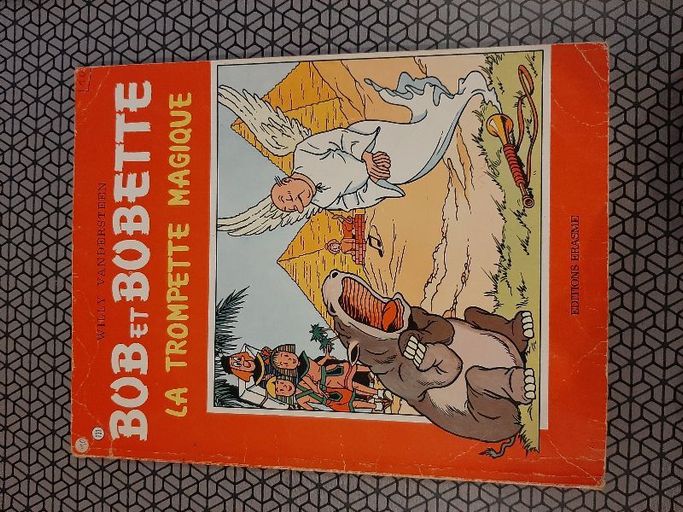 WILLY VANDERSTEEN
BOB ET BOBETTE
LA TROMPETTE MAGIQUE
EDITIONS ERASME